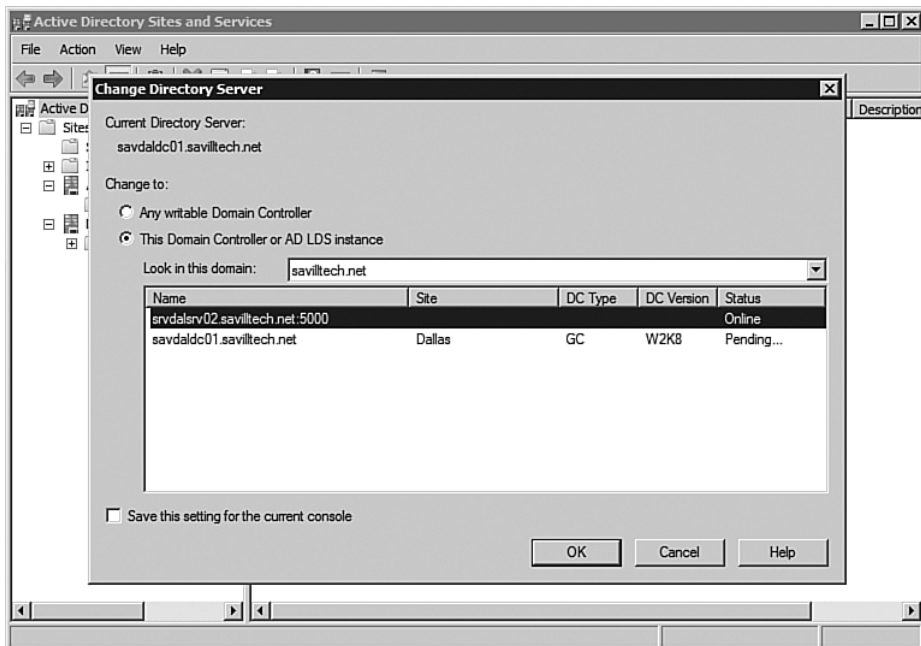 Active Directory Sites and Services
File Action View Help
Change Directory Server
Active D
Description
Sites
Current Directory Server:
savdaldc01.savilltech.net
Change to:
Any writable Domain Controller
This Domain Controller or AD LDS instance
Look in this domain: savilltech.net
Name Site DC Type DC Version Status
srvdalsrv02.savilltech.net:5000 Online
savdaldc01.savilltech.net Dallas GC W2K8 Pending...
Save this setting for the current console
OK Cancel Help